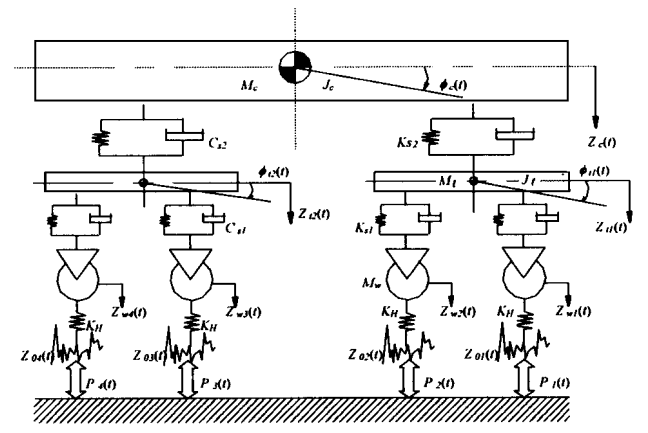 M_c J_c ϕ_c(t)
Z_c(t)
C_s2 K_s2
ϕ_t2(t) M_t J_t ϕ_t1(t)
Z_t2(t) Z_t1(t)
C_s1 K_s1
M_w
Z_w4(t) Z_w3(t) Z_w2(t) Z_w1(t)
K_H K_H K_H K_H
Z_04(t) Z_03(t) Z_02(t) Z_01(t)
P_4(t) P_3(t) P_2(t) P_1(t)